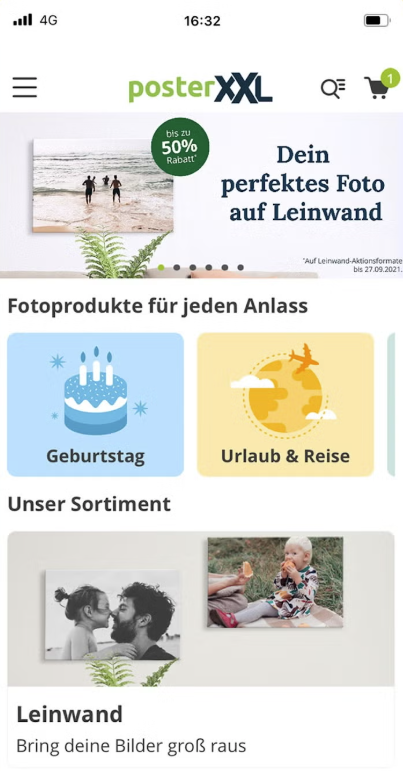 4G
16:32
posterXXL
1
bis zu
50%
Rabatt*
Dein
perfektes Foto
auf Leinwand
*Auf Leinwand-Aktionsformate
bis 27.09.2021.
Fotoprodukte für jeden Anlass
Geburtstag
Urlaub & Reise
Unser Sortiment
Leinwand
Bring deine Bilder groß raus